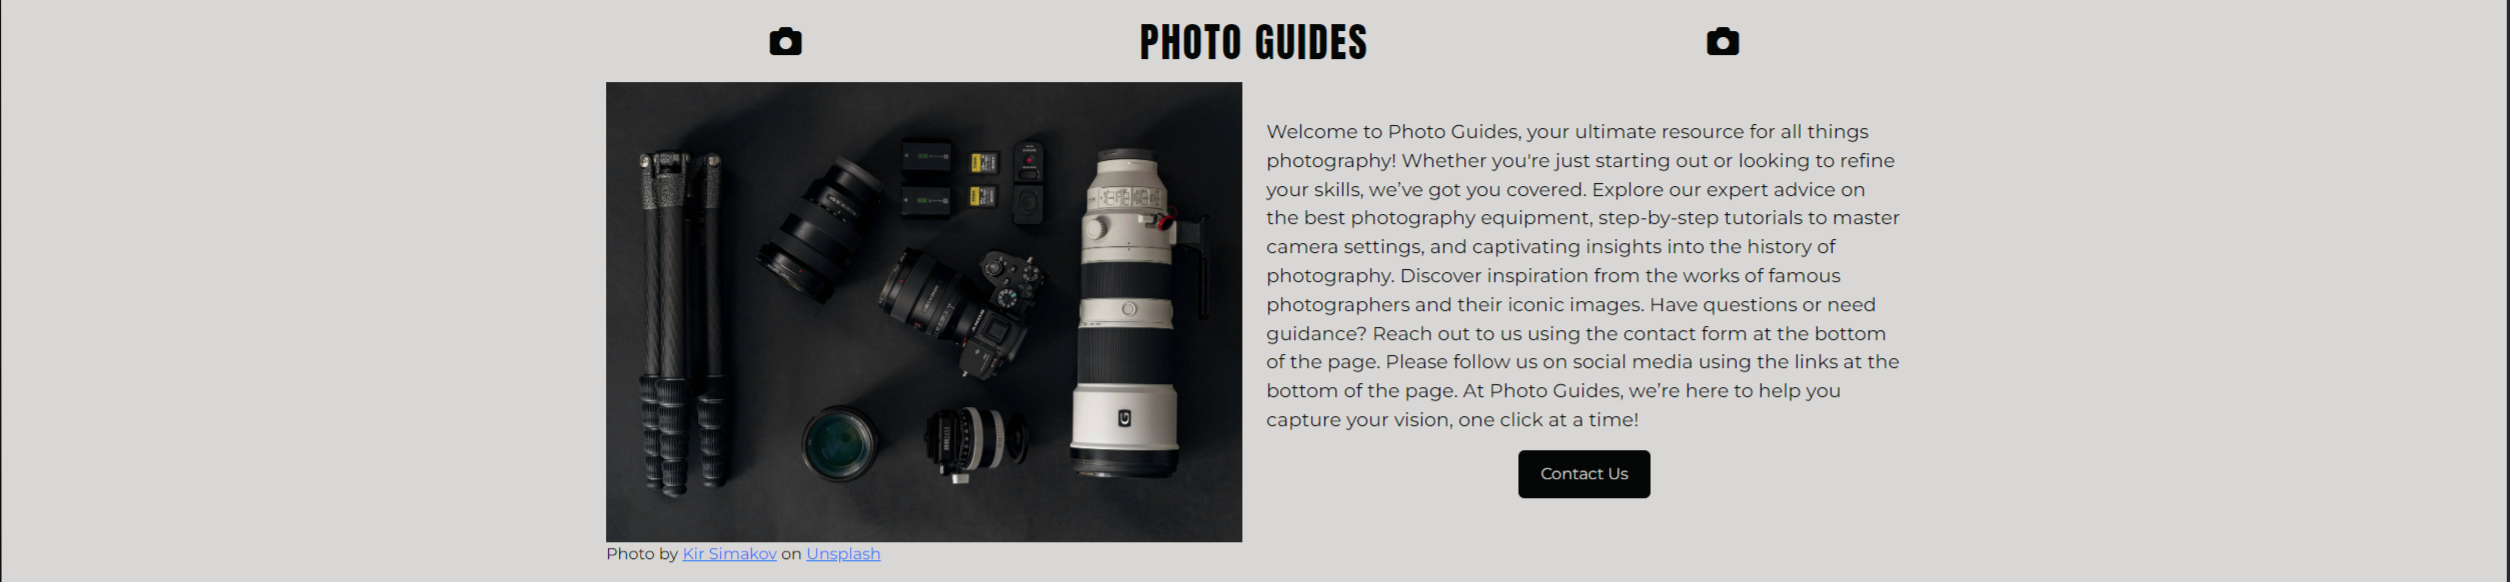 PHOTO GUIDES
Welcome to Photo Guides, your ultimate resource for all things
photography! Whether you're just starting out or looking to refine
your skills, we’ve got you covered. Explore our expert advice on
the best photography equipment, step-by-step tutorials to master
camera settings, and captivating insights into the history of
photography. Discover inspiration from the works of famous
photographers and their iconic images. Have questions or need
guidance? Reach out to us using the contact form at the bottom
of the page. Please follow us on social media using the links at the
bottom of the page. At Photo Guides, we’re here to help you
capture your vision, one click at a time!
Contact Us
G
Photo by Kir Simakov on Unsplash